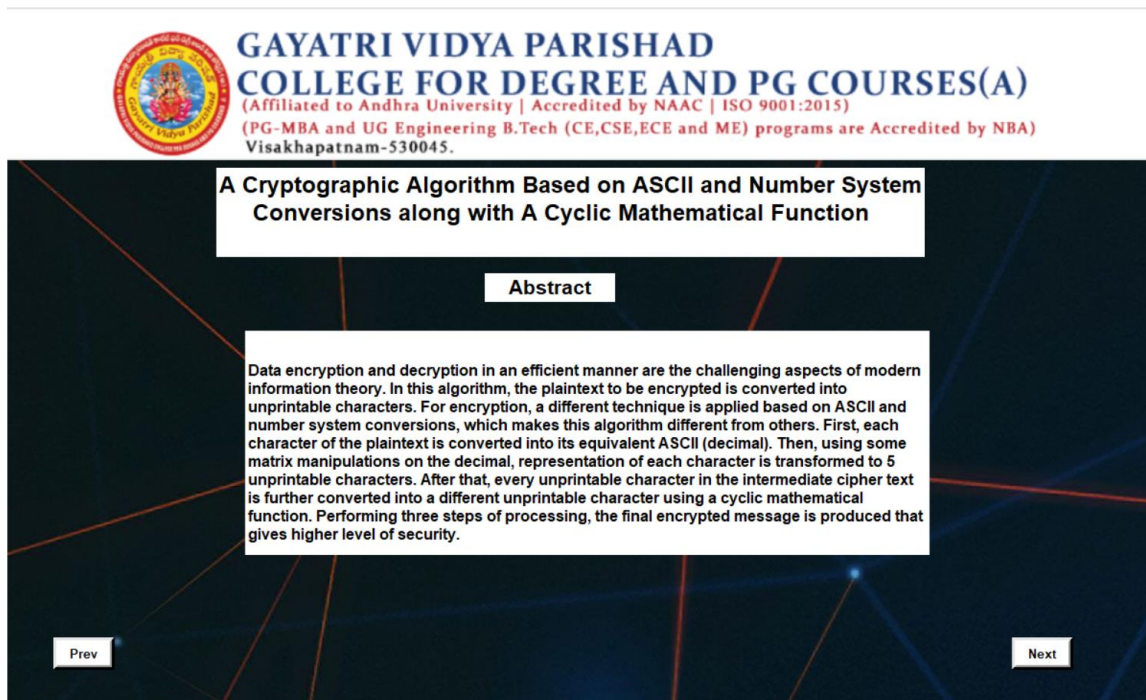 GAYATRI VIDYA PARISHAD
COLLEGE FOR DEGREE AND PG COURSES(A)
(Affiliated to Andhra University | Accredited by NAAC | ISO 9001:2015)
(PG-MBA and UG Engineering B.Tech (CE,CSE,ECE and ME) programs are Accredited by NBA)
Visakhapatnam-530045.
Gayatri Vidya Parishad
A Cryptographic Algorithm Based on ASCII and Number System
Conversions along with A Cyclic Mathematical Function
Abstract
Data encryption and decryption in an efficient manner are the challenging aspects of modern
information theory. In this algorithm, the plaintext to be encrypted is converted into
unprintable characters. For encryption, a different technique is applied based on ASCII and
number system conversions, which makes this algorithm different from others. First, each
character of the plaintext is converted into its equivalent ASCII (decimal). Then, using some
matrix manipulations on the decimal, representation of each character is transformed to 5
unprintable characters. After that, every unprintable character in the intermediate cipher text
is further converted into a different unprintable character using a cyclic mathematical
function. Performing three steps of processing, the final encrypted message is produced that
gives higher level of security.
Prev
Next